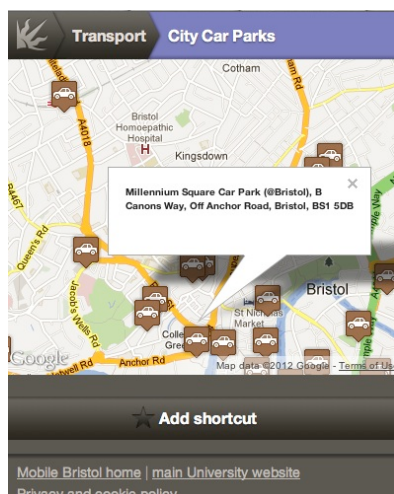 Transport
City Car Parks
Cotham
Bristol
Homoepathic
Hospital
H
Kingsdown
A4018
B4467
Queen's Rd
Jacob's Wells Rd
Millennium Square Car Park (@Bristol), B
Canons Way, Off Anchor Road, Bristol, BS1 5DB
Bristol
St Nicholas
Market
Anchor Rd
Google
Map data ©2012 Google - Terms of Us
Add shortcut
Mobile Bristol home | main University website
Privacy and cookie policy